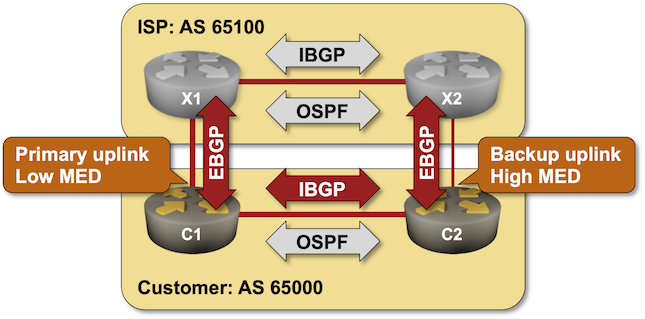 ISP: AS 65100
IBGP
X1
X2
OSPF
EBGP
EBGP
Primary uplink
Low MED
Backup uplink
High MED
IBGP
C1
C2
OSPF
Customer: AS 65000